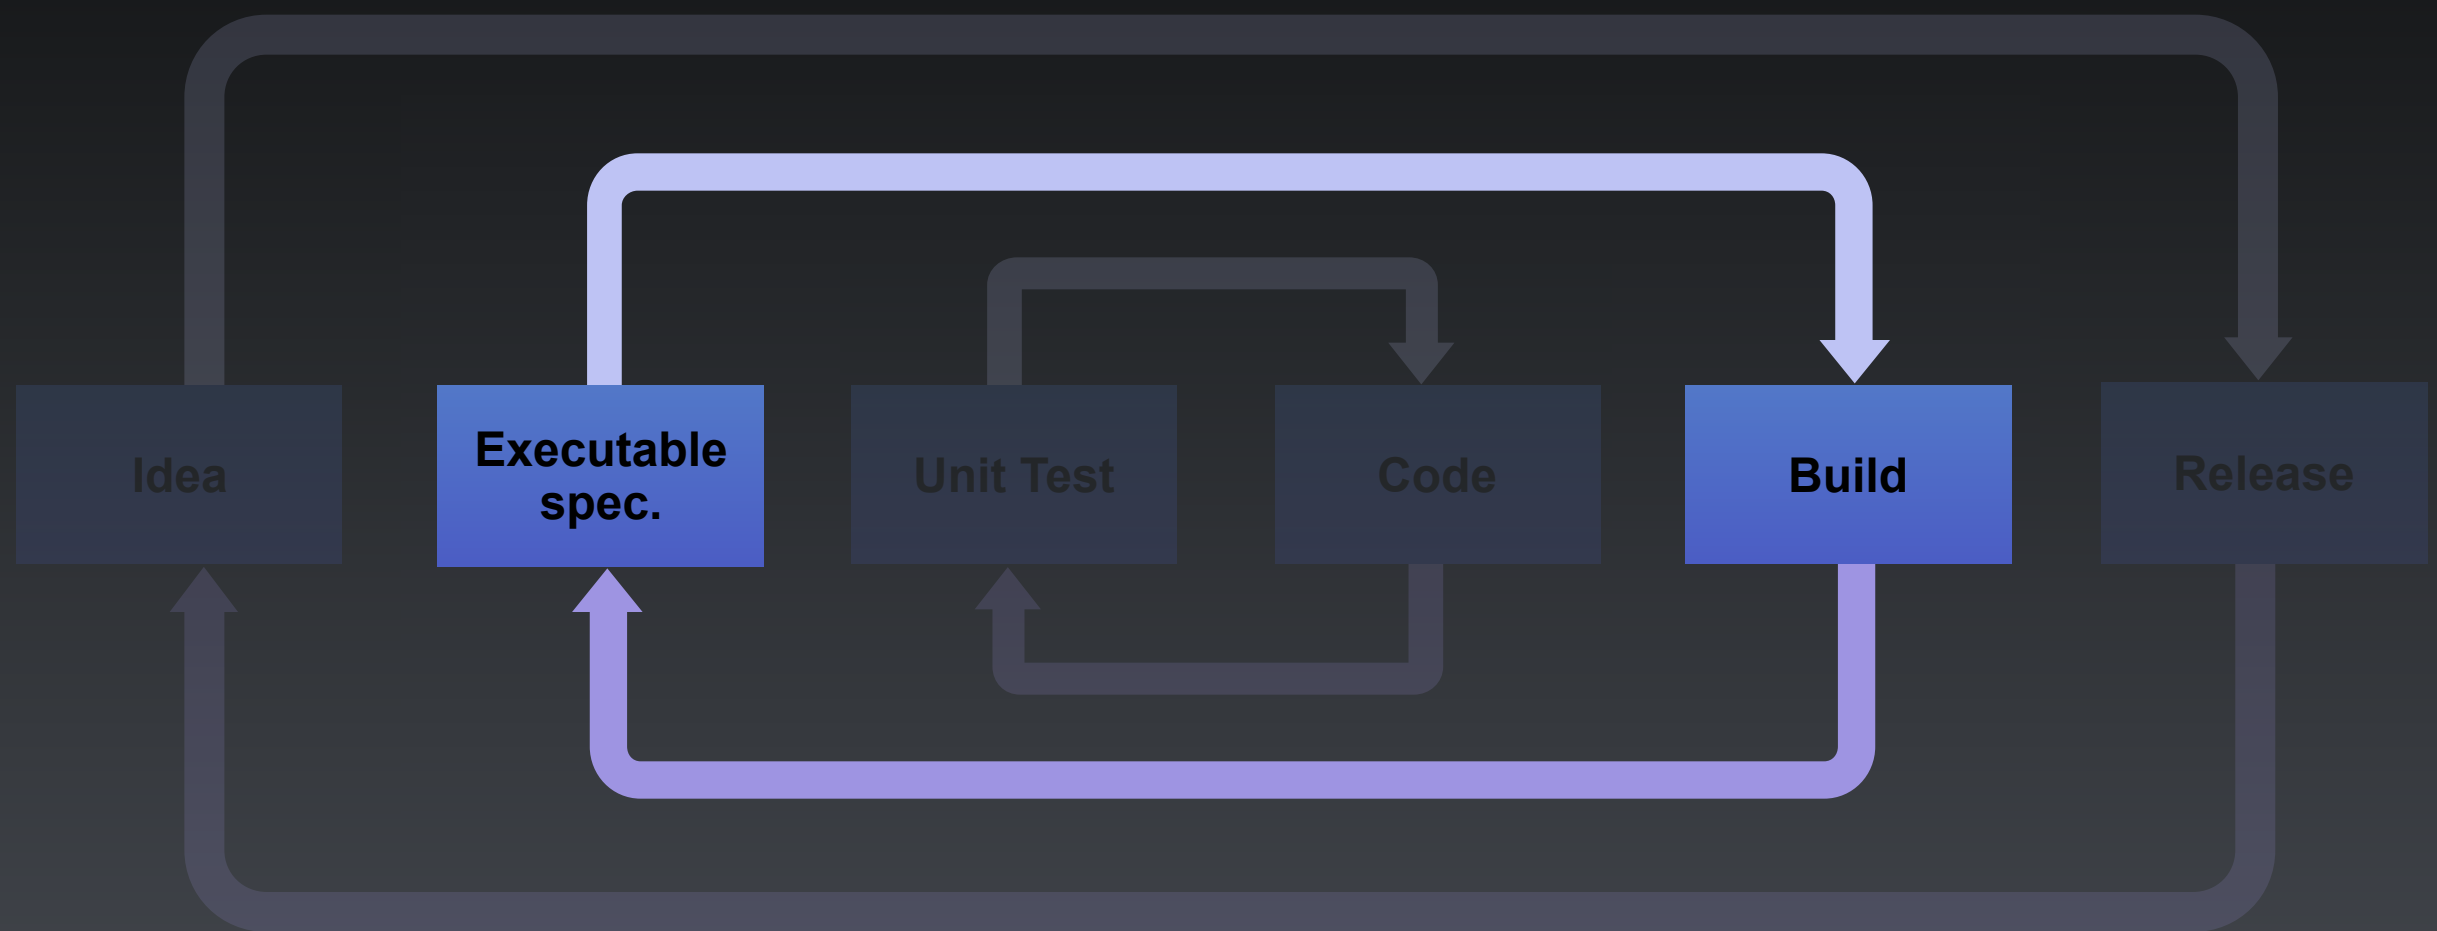 Idea
Executable
spec.
Unit Test
Code
Build
Release